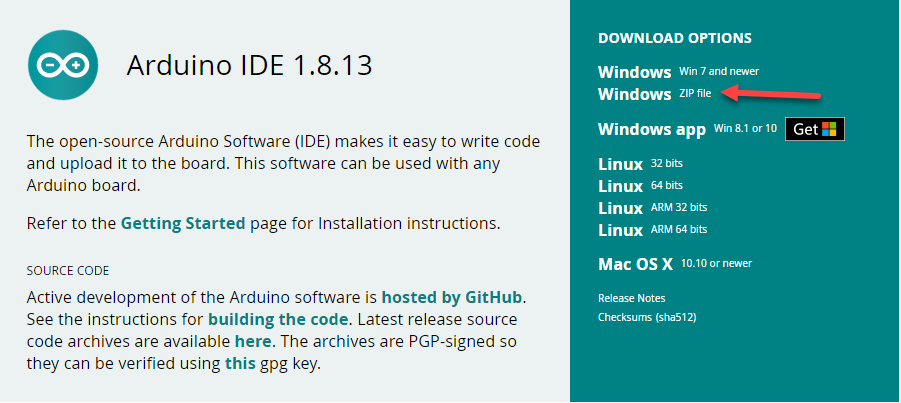 Arduino IDE 1.8.13
The open-source Arduino Software (IDE) makes it easy to write code
and upload it to the board. This software can be used with any
Arduino board.
Refer to the Getting Started page for Installation instructions.
SOURCE CODE
Active development of the Arduino software is hosted by GitHub.
See the instructions for building the code. Latest release source
code archives are available here. The archives are PGP-signed so
they can be verified using this gpg key.
DOWNLOAD OPTIONS
Windows Win 7 and newer
Windows ZIP file
Windows app Win 8.1 or 10 Get
Linux 32 bits
Linux 64 bits
Linux ARM 32 bits
Linux ARM 64 bits
Mac OS X 10.10 or newer
Release Notes
Checksums (sha512)